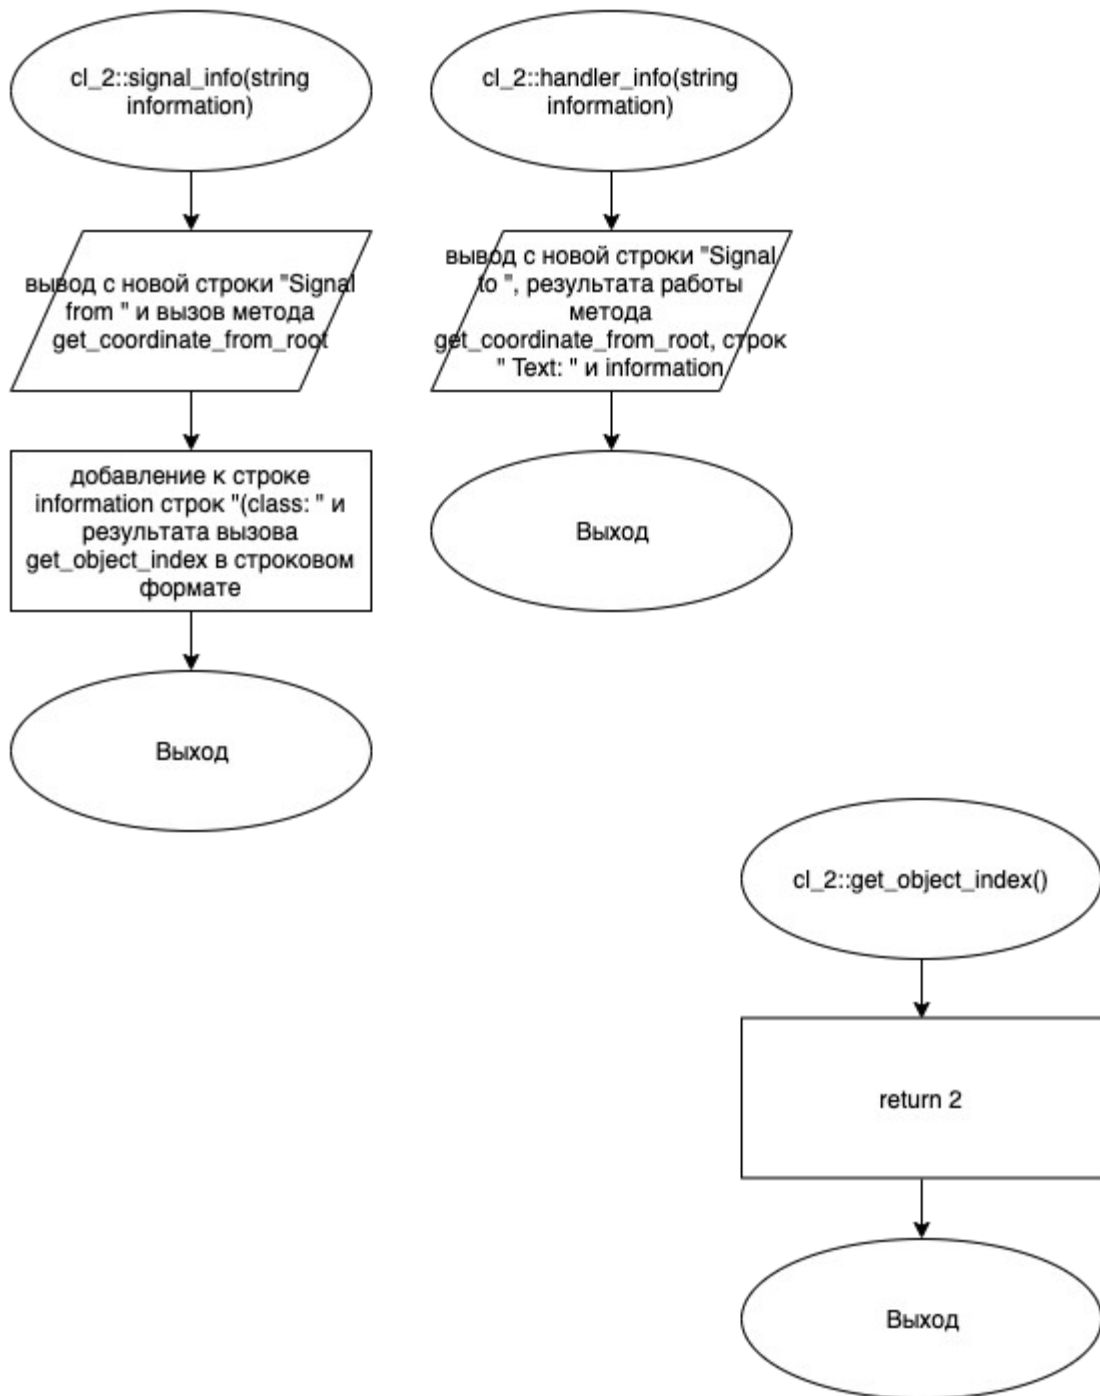 cl_2::signal_info(string
information)
вывод с новой строки "Signal
from " и вызов метода
get_coordinate_from_root
добавление к строке
information строк "(class: " и
результата вызова
get_object_index в строковом
формате
Выход
cl_2::handler_info(string
information)
вывод с новой строки "Signal
to ", результата работы
метода
get_coordinate_from_root, строк
" Text: " и information
Выход
cl_2::get_object_index()
return 2
Выход